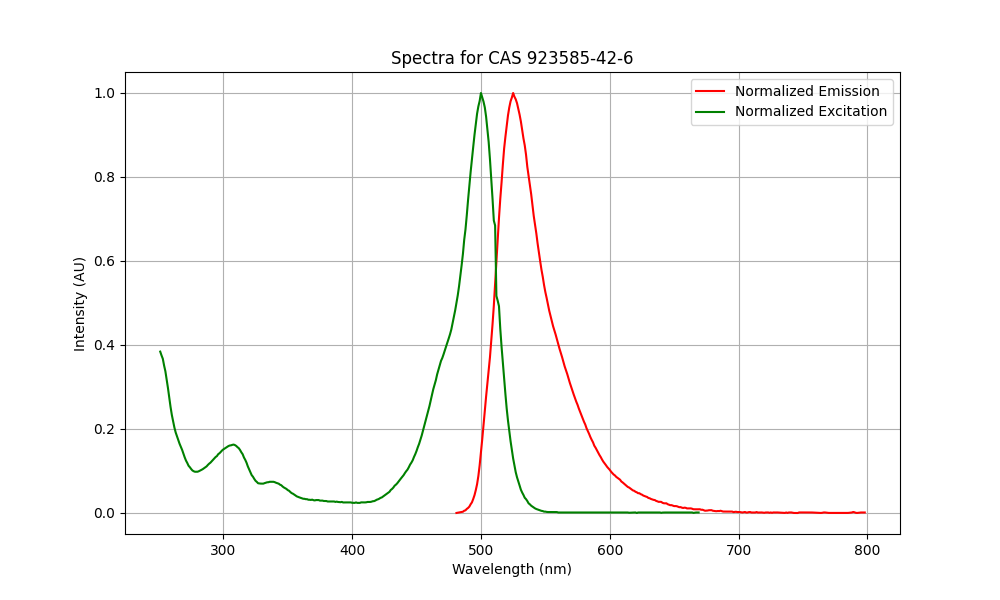 Spectra for CAS 923585-42-6
Normalized Emission
Normalized Excitation
1.0
0.8
0.6
0.4
0.2
0.0
Intensity (AU)
300 400 500 600 700 800
Wavelength (nm)